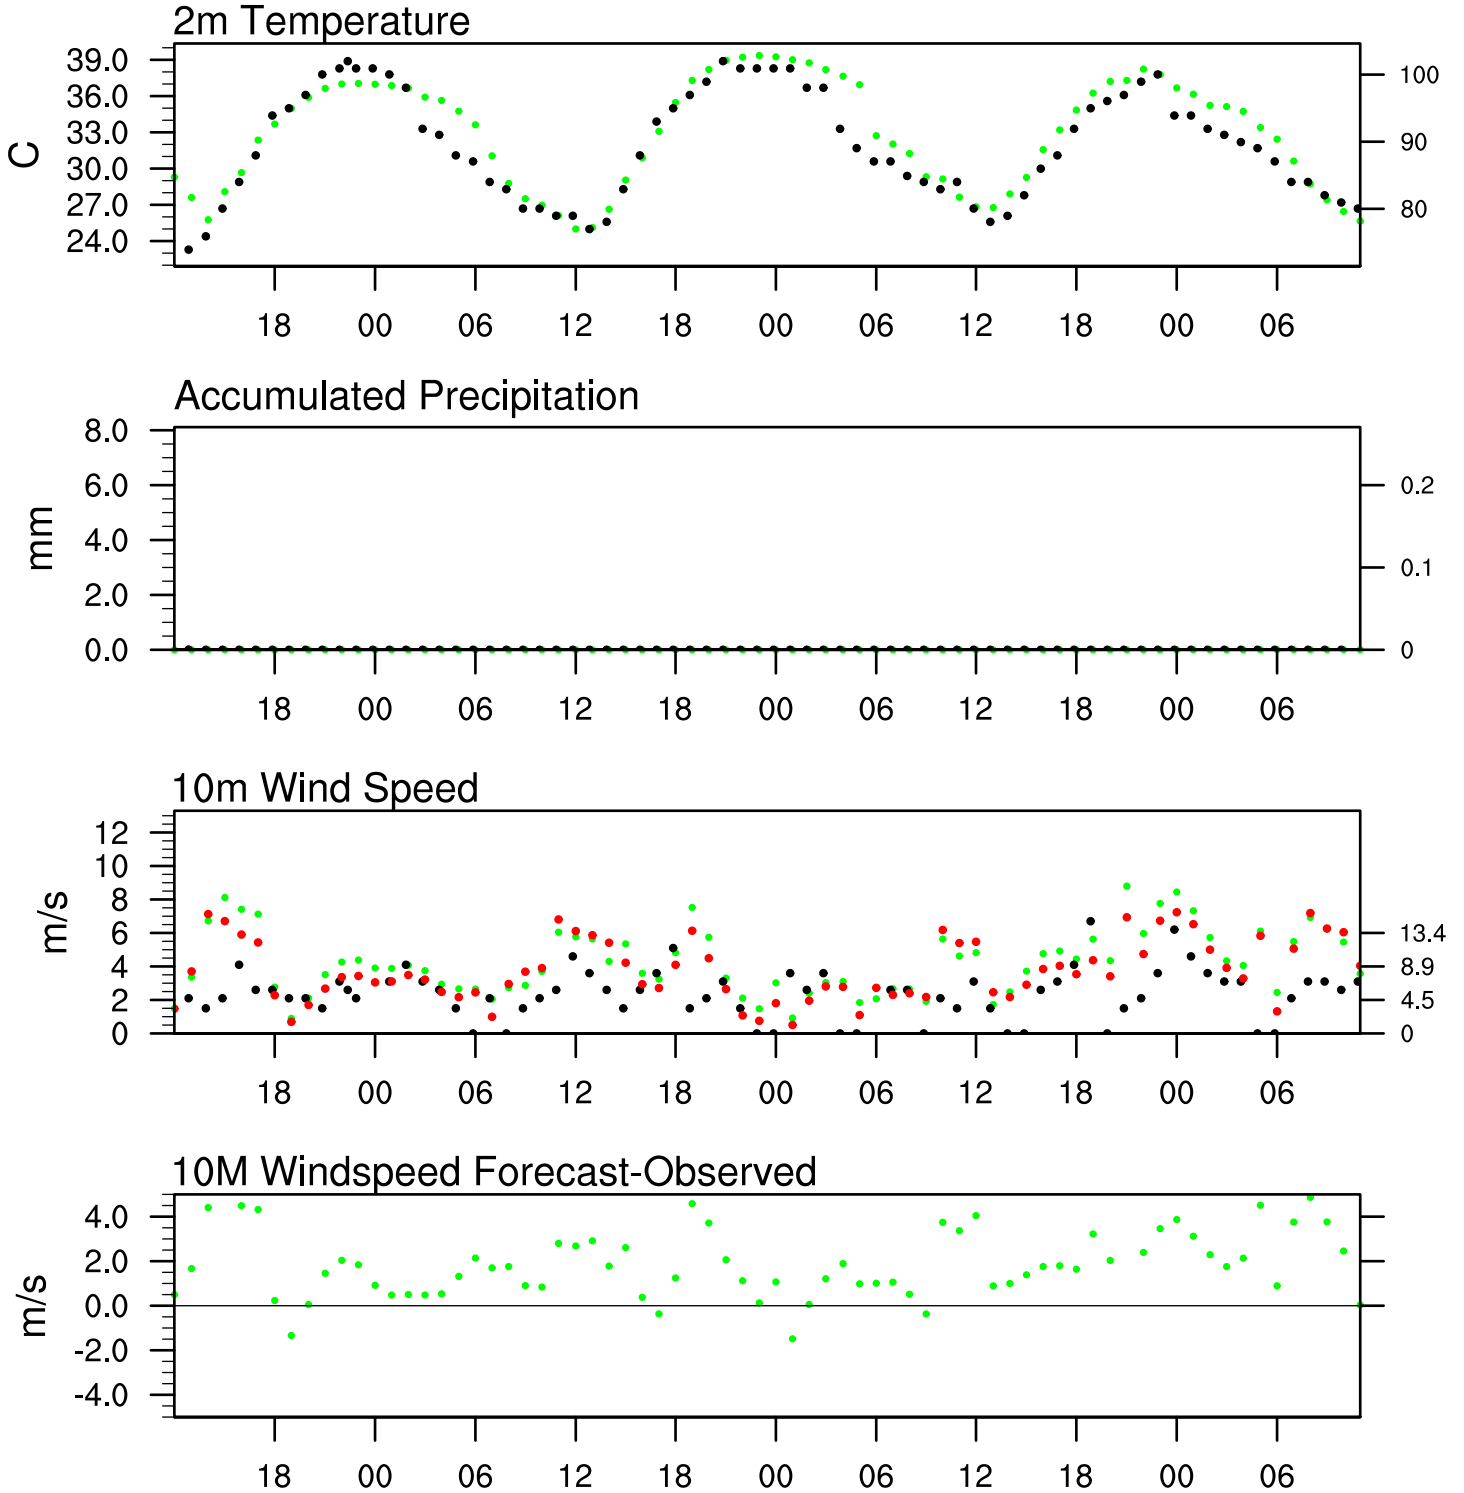 2m Temperature
39.0
36.0
33.0
30.0
27.0
24.0
C
100
90
80
18 00 06 12 18 00 06 12 18 00 06
Accumulated Precipitation
8.0
6.0
4.0
2.0
0.0
mm
0.2
0.1
0
18 00 06 12 18 00 06 12 18 00 06
10m Wind Speed
12
10
8
6
4
2
0
m/s
13.4
8.9
4.5
0
18 00 06 12 18 00 06 12 18 00 06
10M Windspeed Forecast-Observed
4.0
2.0
0.0
-2.0
-4.0
m/s
18 00 06 12 18 00 06 12 18 00 06